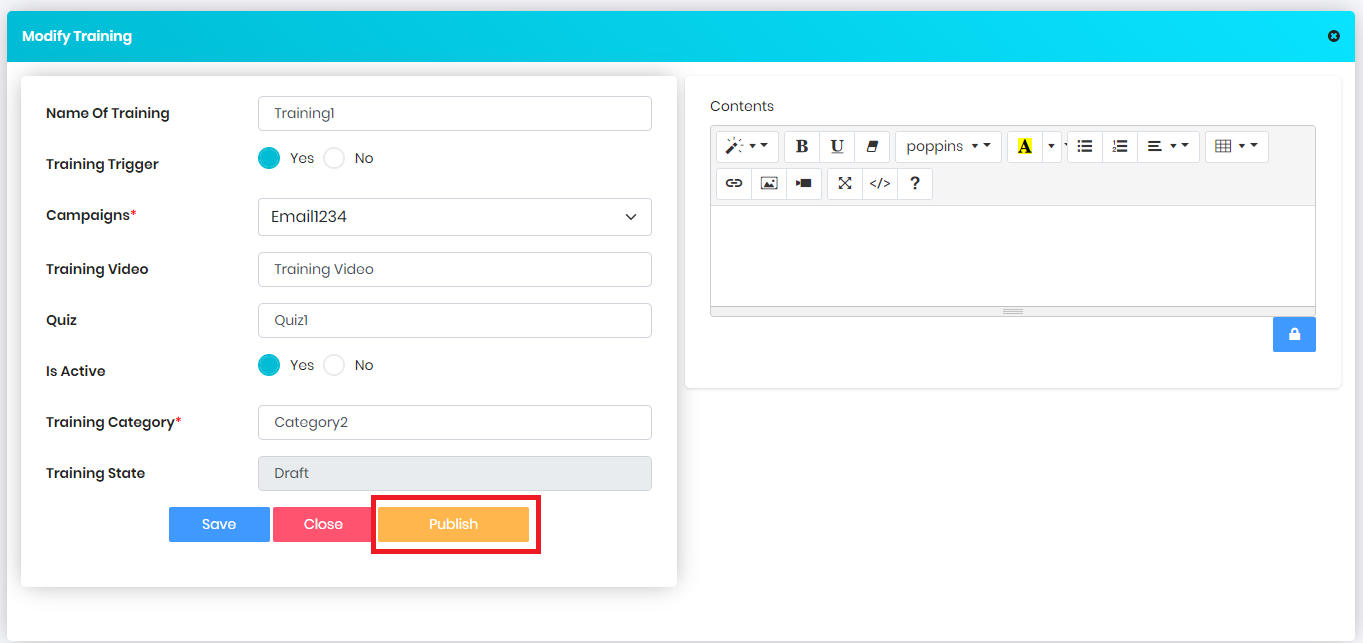 Modify Training
Name Of Training
Training1
Training Trigger
Yes No
Campaigns*
Email1234
Training Video
Training Video
Quiz
Quiz1
Is Active
Yes No
Training Category*
Category2
Training State
Draft
Save Close Publish
Contents
B U poppins A
</> ?